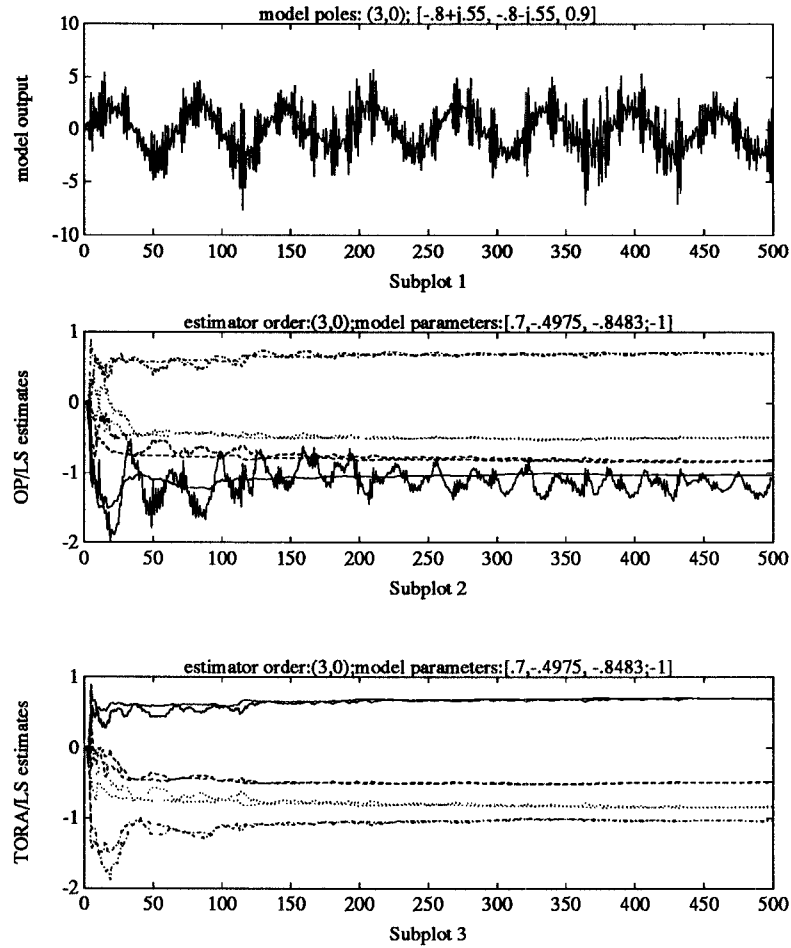 model poles: (3,0); [-.8+j.55, -.8-j.55, 0.9]
10
5
0
-5
-10
model output
0 50 100 150 200 250 300 350 400 450 500
Subplot 1
estimator order:(3,0);model parameters:[.7,-.4975, -.8483;-1]
1
0
-1
-2
OP/LS estimates
0 50 100 150 200 250 300 350 400 450 500
Subplot 2
estimator order:(3,0);model parameters:[.7,-.4975, -.8483;-1]
1
0
-1
-2
TORA/LS estimates
0 50 100 150 200 250 300 350 400 450 500
Subplot 3